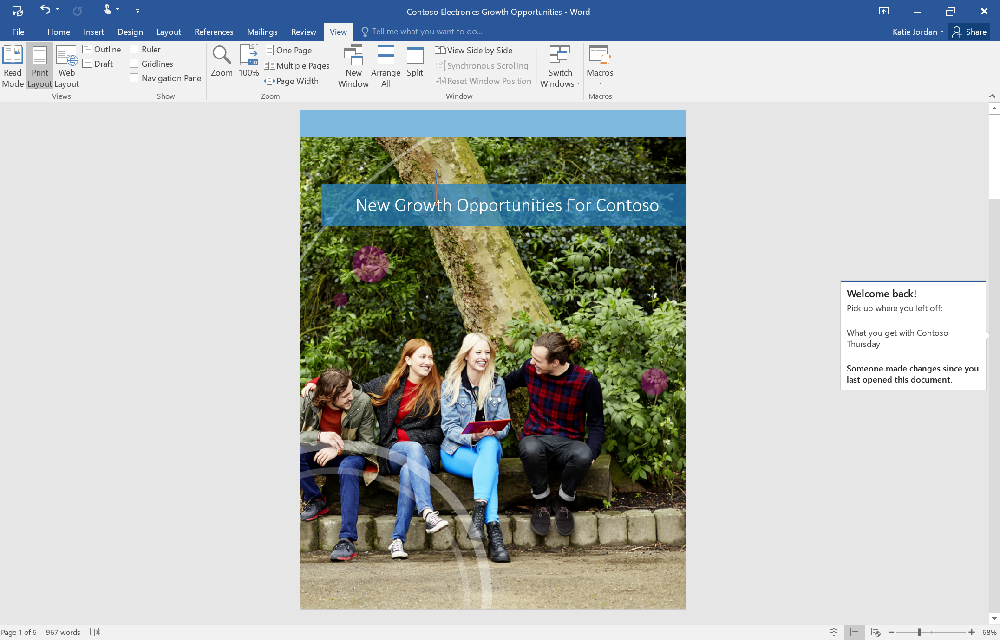 Contoso Electronics Growth Opportunities - Word
File Home Insert Design Layout References Mailings Review View Tell me what you want to do... Katie Jordan Share
Read Mode
Print Layout
Web Layout
Outline
Draft
Views
Ruler
Gridlines
Navigation Pane
Show
Zoom
100
100%
One Page
Multiple Pages
Page Width
Zoom
New Window
Arrange All
Split
View Side by Side
Synchronous Scrolling
Reset Window Position
Switch Windows
Window
Macros
Macros
New Growth Opportunities For Contoso
Welcome back!
Pick up where you left off:
What you get with Contoso
Thursday
Someone made changes since you
last opened this document.
Page 1 of 6 967 words 68%